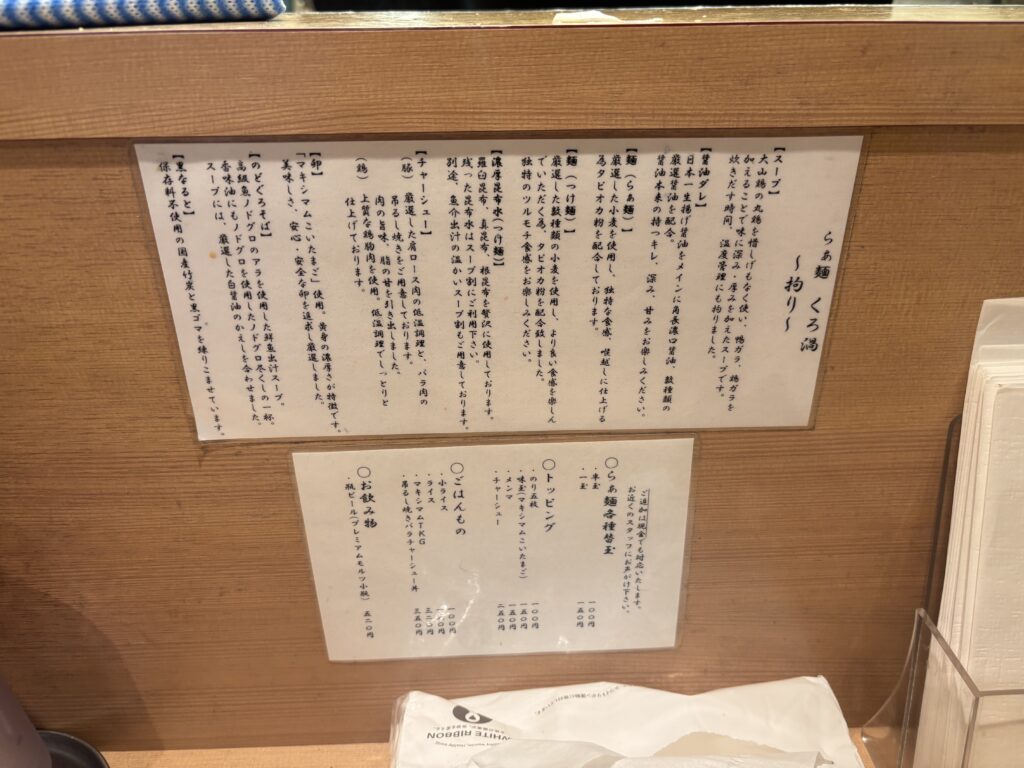 らぁ麺 くろ渦
～拘り～
【スープ】
大山鶏の丸鶏を惜しげもなく使い、鴨ガラ、鶏ガラを
加えることで味に深み・厚みを加えたスープです。
炊きだす時間、温度管理にも拘りました。
【醤油ダレ】
日本一生揚げ醤油をメインに角長濃口醤油、数種類の
厳選醤油を配合。
醤油本来の持つキレ、深み、甘みをお楽しみください。
【麺(らぁ麺)】
厳選した小麦を使用し、独特な食感、喉越しに仕上げる
為タピオカ粉を配合しております。
【麺(つけ麺)】
厳選した数種類の小麦を使用し、より良い食感を楽しん
でいただく為、タピオカ粉を配合致しました。
独特のツルモチ食感をお楽しみください。
【濃厚昆布水(つけ麺)】
羅臼昆布、真昆布、根昆布を贅沢に使用しております。
残った昆布水はスープ割にご利用下さい。
別途、魚介出汁の温かいスープ割もご用意しております。
【チャーシュー】
(豚) 厳選した肩ロース肉の低温調理と、バラ肉の
吊るし焼きをご用意しております。
肉の旨味、脂の甘を引き出しました。
(鶏) 上質な鶏胸肉を使用、低温調理でしっとりと
仕上げております。
【卵】
「マキシマムこいたまご」使用。黄身の濃厚さが特徴です。
美味しさ、安心・安全な卵を追求し厳選しました。
【のどぐろそば】
高級魚ノドグロのアラを使用した鮮魚出汁スープ。
香味油にもノドグロを使用したノドグロ尽くしの一杯。
スープには、厳選した白醤油のかえしを合わせました。
【黒なると】
保存料不使用の国産竹炭と黒ゴマを練りこませています。
ご追加は現金でも対応いたします。
お近くのスタッフにお声がけ下さい。
〇らぁ麺各種替玉
・半玉 一〇〇円
・一玉 一五〇円
〇トッピング
・のり五枚 一〇〇円
・味玉(マキシマムこいたまご) 一五〇円
・メンマ 一五〇円
・チャーシュー 二五〇円
〇ごはんもの
・小ライス 一〇〇円
・ライス 一五〇円
・マキシマムTKG 三二〇円
・吊るし焼きバラチャーシュー丼 三五〇円
〇お飲み物
・瓶ビール(プレミアムモルツ小瓶) 五二〇円
WHITE RIBBON